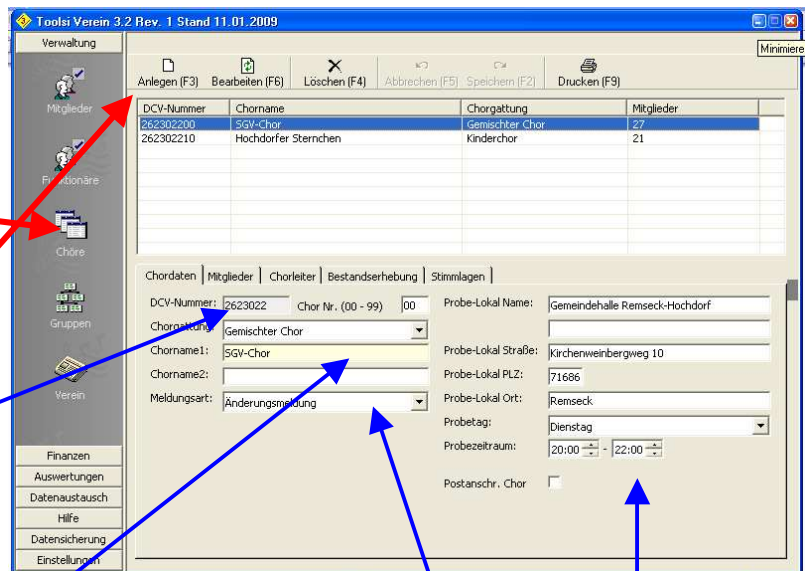 Toolsi Verein 3.2 Rev. 1 Stand 11.01.2009
Minimiere
Verwaltung
Mitglieder
Funktionäre
Chöre
Gruppen
Verein
Finanzen
Auswertungen
Datenaustausch
Hilfe
Datensicherung
Einstellungen
Anlegen (F3) Bearbeiten (F6) Löschen (F4) Abbrechen (F5) Speichern (F2) Drucken (F9)
DCV-Nummer Chorname Chorgattung Mitglieder
262302200 SGV-Chor Gemischter Chor 27
262302210 Hochdorfer Sternchen Kinderchor 21
Chordaten Mitglieder Chorleiter Bestandserhebung Stimmlagen
DCV-Nummer: 2623022 Chor Nr. (00 - 99) 00
Chorgattung: Gemischter Chor
Chorname1: SGV-Chor
Chorname2:
Meldungsart: Änderungsmeldung
Probe-Lokal Name: Gemeindehalle Remseck-Hochdorf
Probe-Lokal Straße: Kirchenweinbergweg 10
Probe-Lokal PLZ: 71686
Probe-Lokal Ort: Remseck
Probetag: Dienstag
Probezeitraum: 20:00 - 22:00
Postanschr. Chor